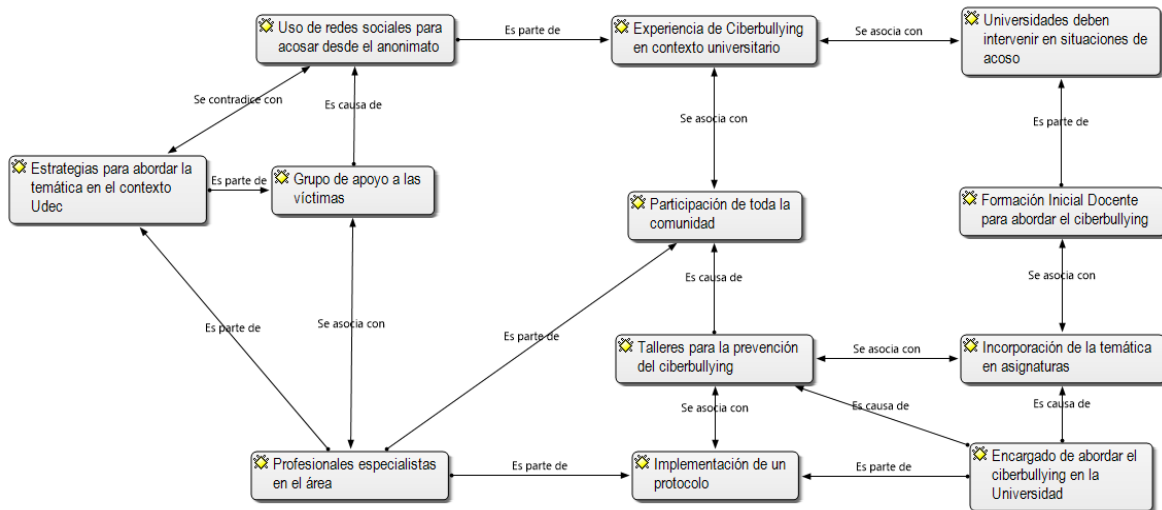 Uso de redes sociales para
acosar desde el anonimato
Es parte de
Experiencia de Ciberbullying
en contexto universitario
Se asocia con
Universidades deben
intervenir en situaciones de
acoso
Se contradice con
Es causa de
Se asocia con
Es parte de
Estrategias para abordar la
temática en el contexto
Udec
Es parte de
Grupo de apoyo a las
víctimas
Participación de toda la
comunidad
Formación Inicial Docente
para abordar el ciberbullying
Es causa de
Se asocia con
Es parte de
Se asocia con
Es parte de
Talleres para la prevención
del ciberbullying
Se asocia con
Incorporación de la temática
en asignaturas
Se asocia con
Es causa de
Es causa de
Profesionales especialistas
en el área
Es parte de
Implementación de un
protocolo
Es parte de
Encargado de abordar el
ciberbullying en la
Universidad